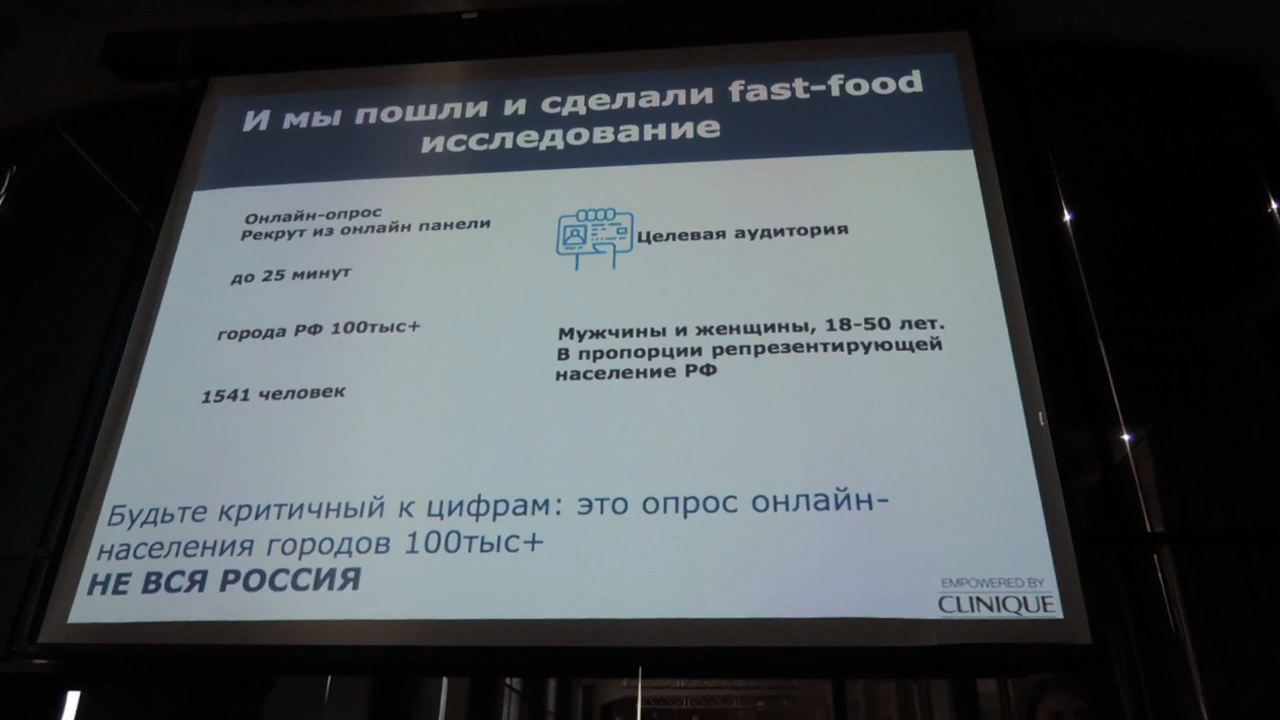 И мы пошли и сделали fast-food
исследование
Онлайн-опрос
Рекрут из онлайн панели
до 25 минут
города РФ 100тыс+
1541 человек
Целевая аудитория
Мужчины и женщины, 18-50 лет.
В пропорции репрезентирующей
население РФ
Будьте критичный к цифрам: это опрос онлайн-
населения городов 100тыс+
НЕ ВСЯ РОССИЯ
EMPOWERED BY
CLINIQUE